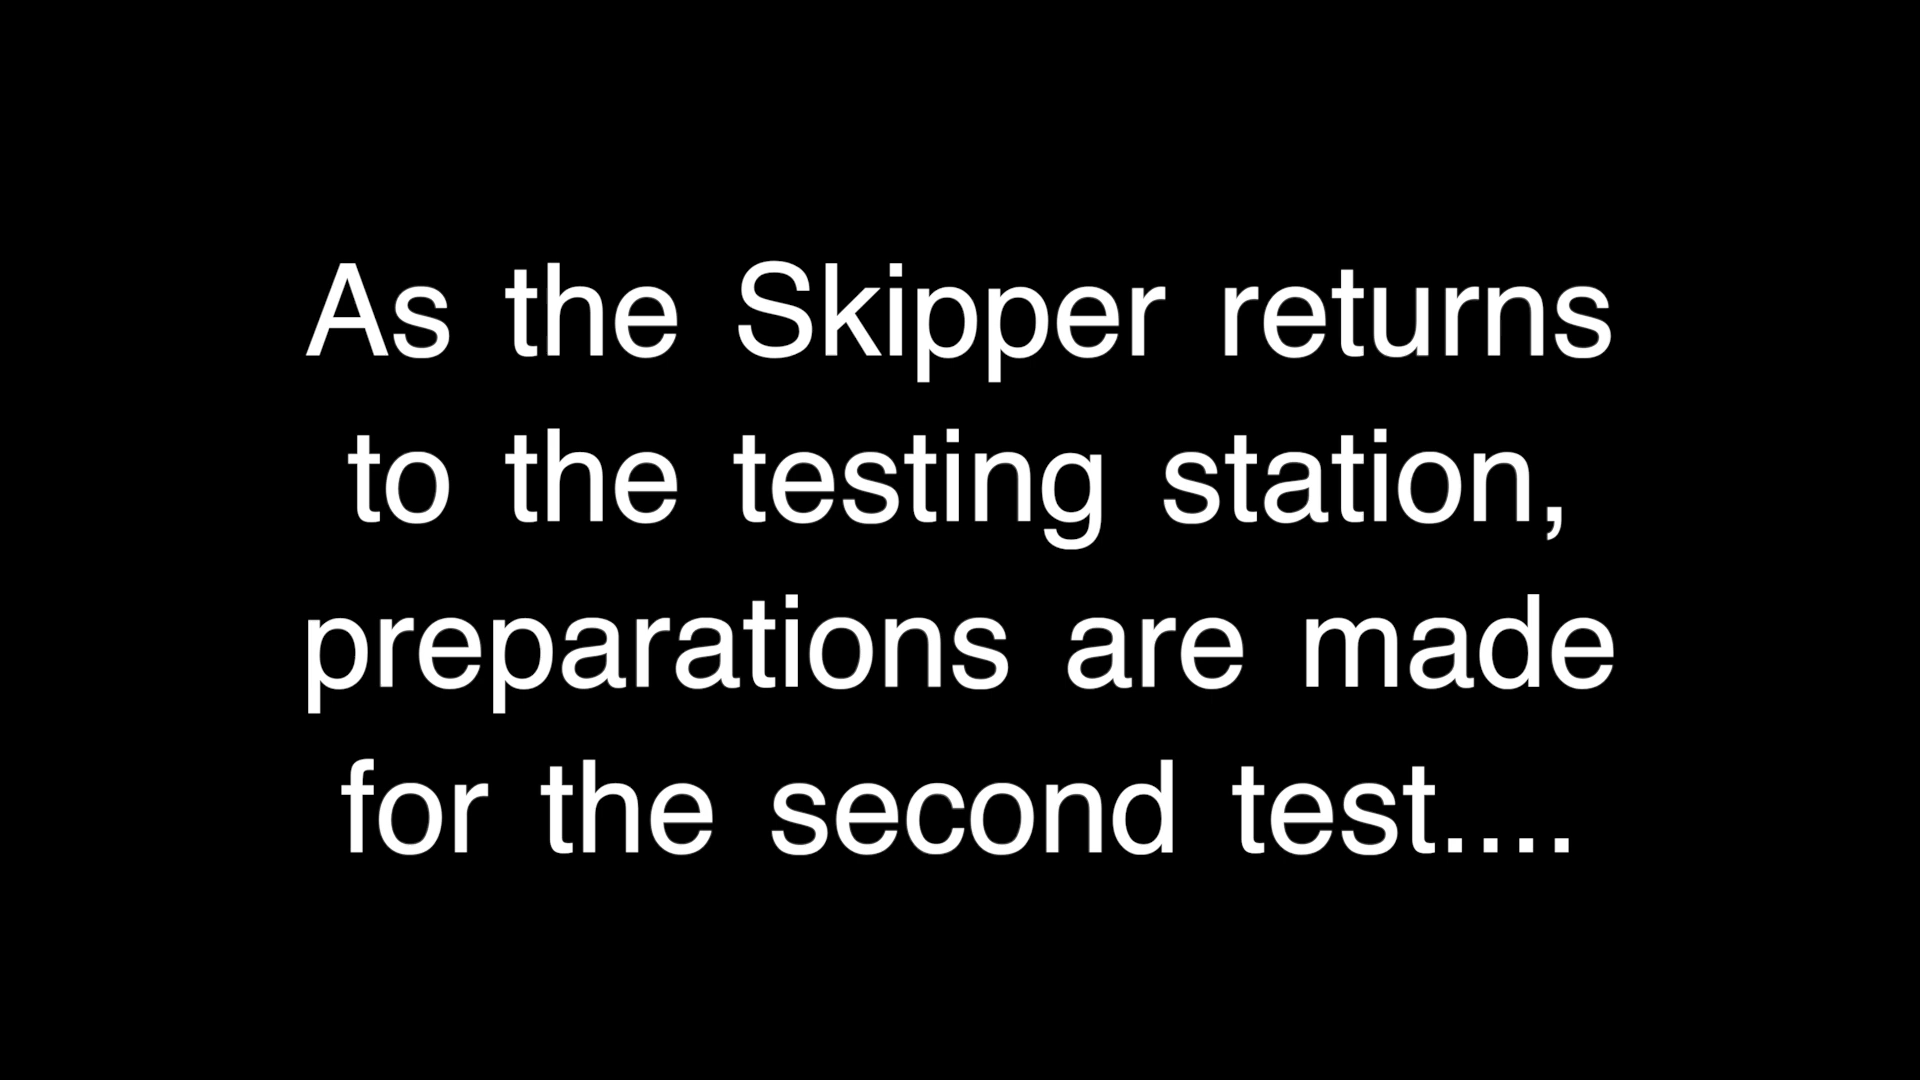 As the Skipper returns
to the testing station,
preparations are made
for the second test....